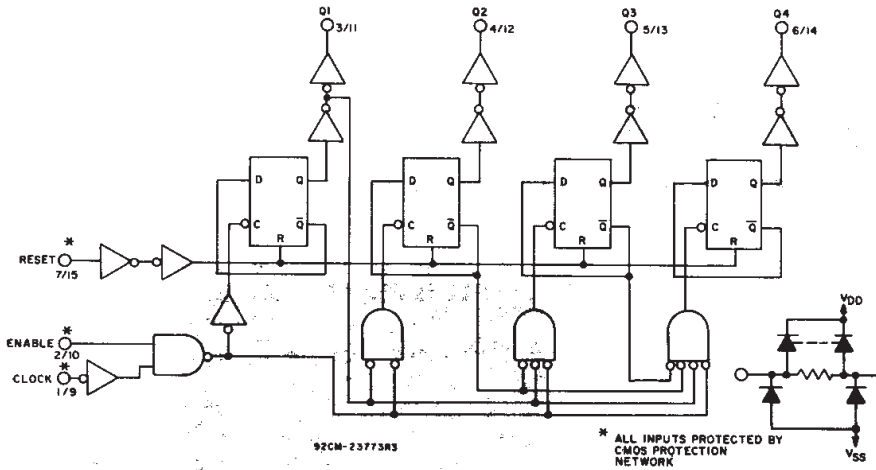 Q1 Q2 Q3 Q4
3/11 4/12 5/13 6/14
D Q D Q D Q D Q
C Q̅ C Q̅ C Q̅ C Q̅
R R R R
*
RESET
7/15
*
ENABLE
2/10
*
CLOCK
1/9
VDD
VSS
92CM-23773R3
* ALL INPUTS PROTECTED BY
CMOS PROTECTION
NETWORK